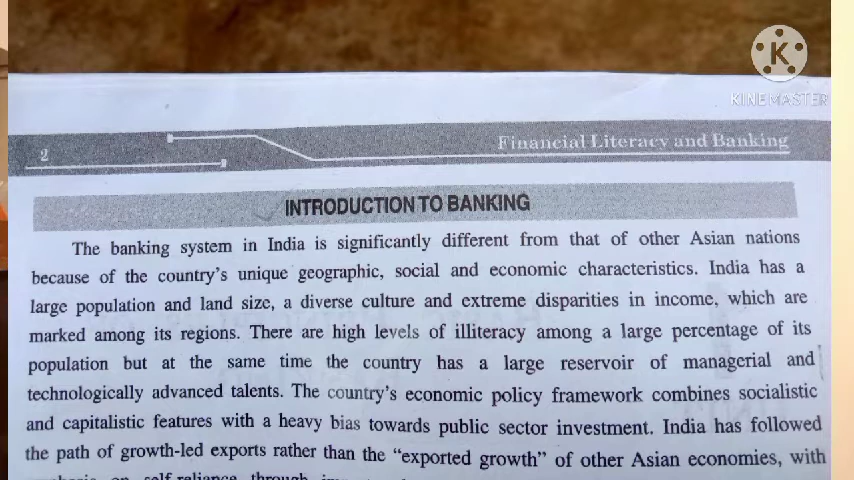 K
KINEMASTER
2
Financial Literacy and Banking
INTRODUCTION TO BANKING
The banking system in India is significantly different from that of other Asian nations
because of the country's unique geographic, social and economic characteristics. India has a
large population and land size, a diverse culture and extreme disparities in income, which are
marked among its regions. There are high levels of illiteracy among a large percentage of its
population but at the same time the country has a large reservoir of managerial and
technologically advanced talents. The country's economic policy framework combines socialistic
and capitalistic features with a heavy bias towards public sector investment. India has followed
the path of growth-led exports rather than the “exported growth” of other Asian economies, with
on self-reliance through